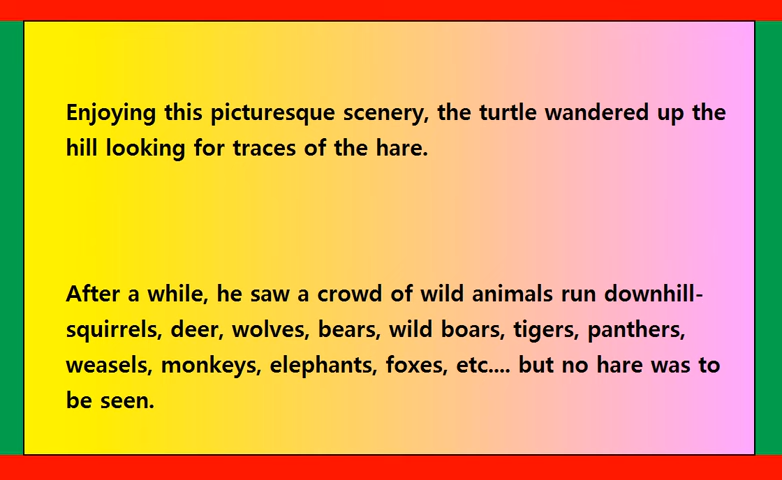 Enjoying this picturesque scenery, the turtle wandered up the
hill looking for traces of the hare.
After a while, he saw a crowd of wild animals run downhill-
squirrels, deer, wolves, bears, wild boars, tigers, panthers,
weasels, monkeys, elephants, foxes, etc.... but no hare was to
be seen.